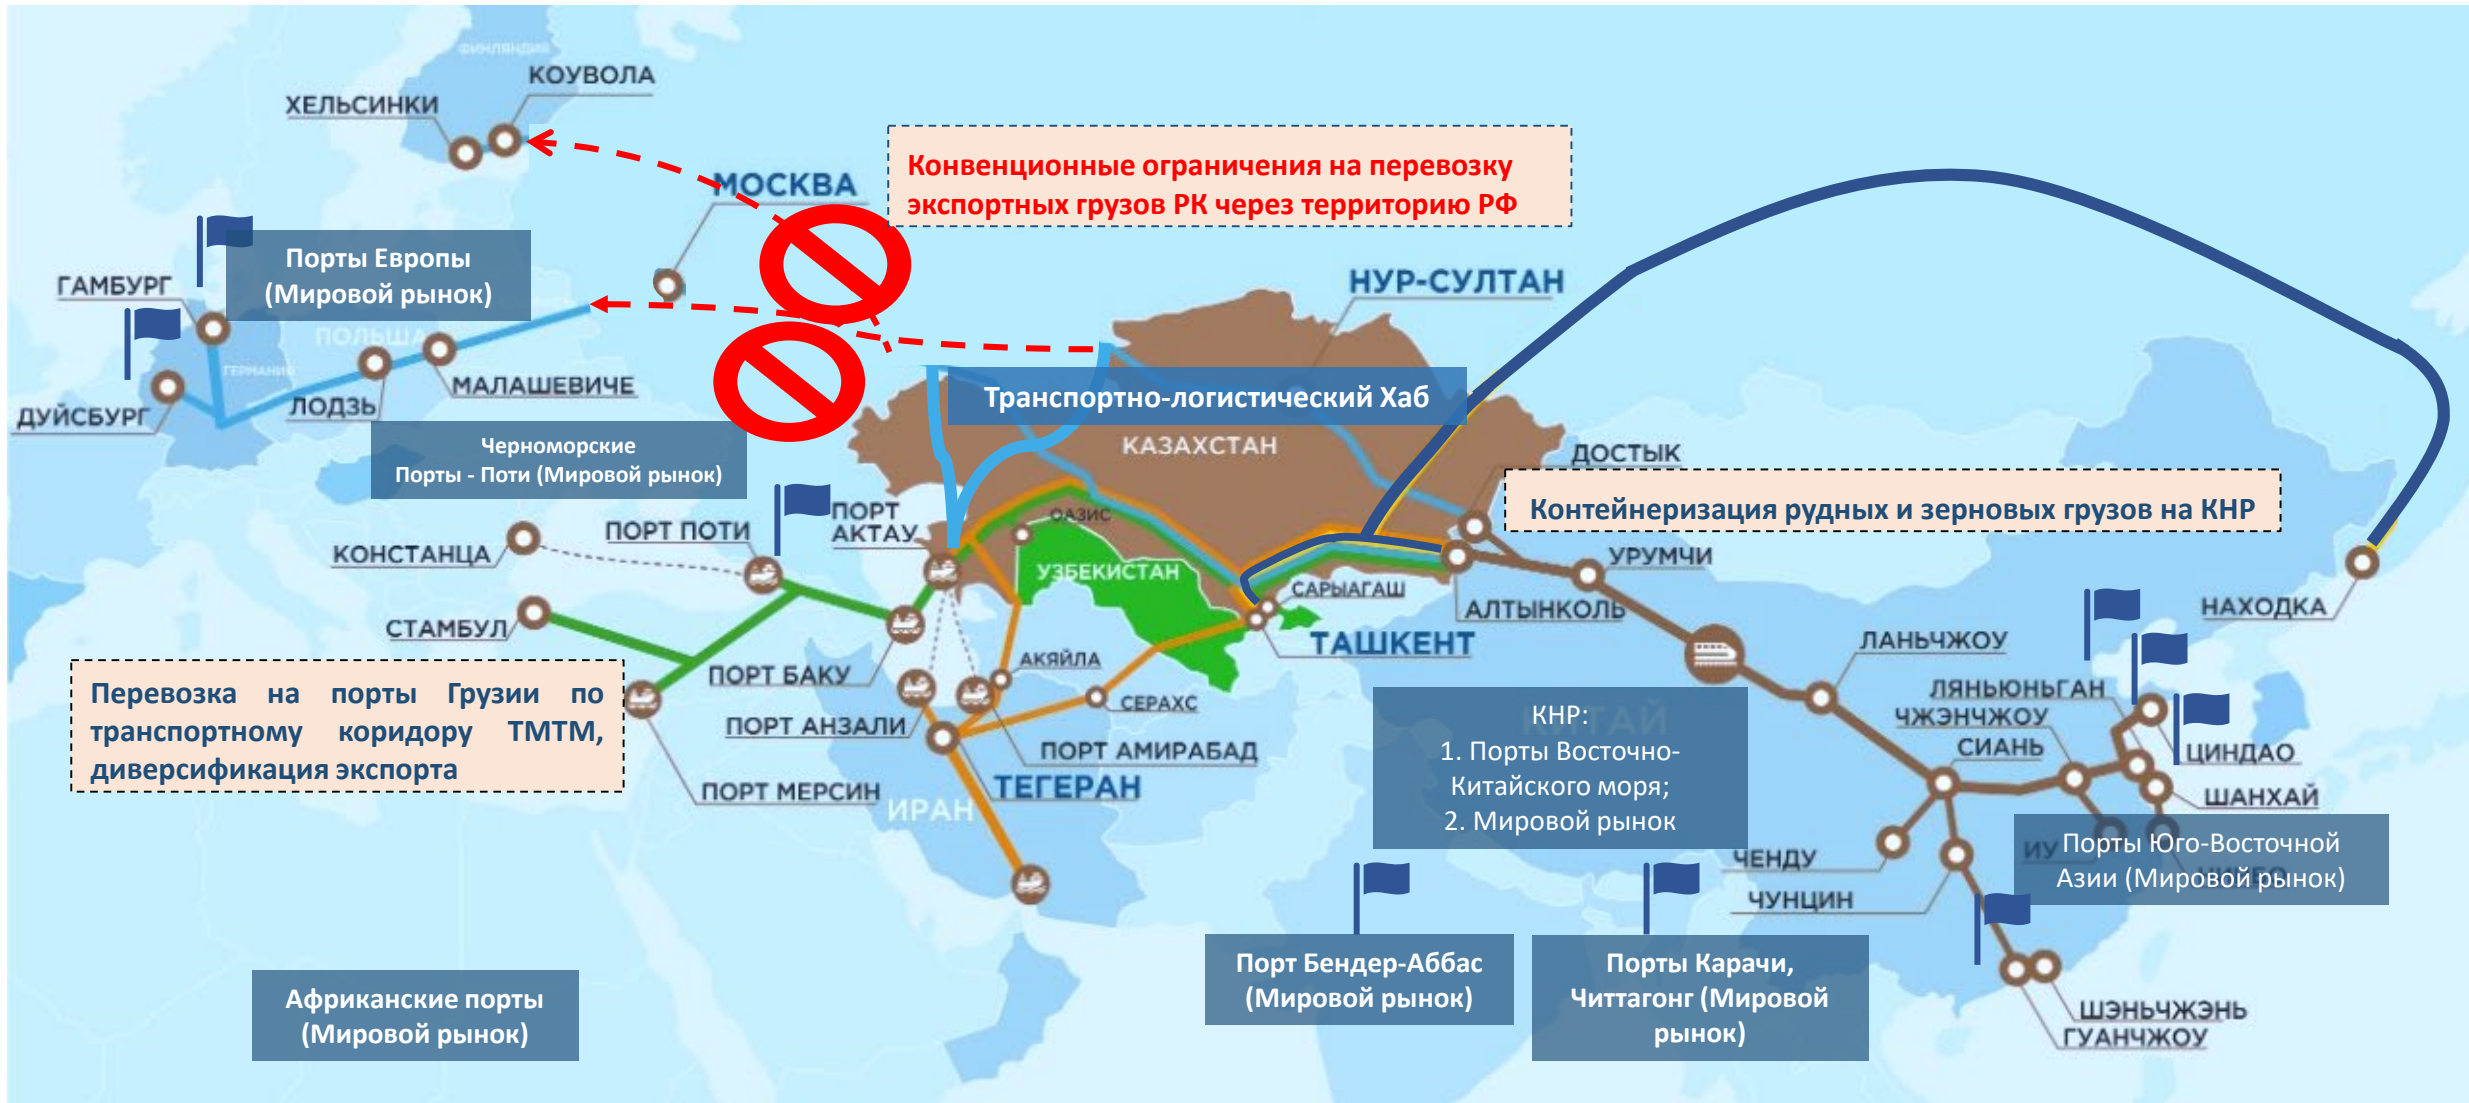 ФИНЛЯНДИЯ
КОУВОЛА
ХЕЛЬСИНКИ
МОСКВА
Конвенционные ограничения на перевозку
экспортных грузов РК через территорию РФ
Порты Европы
(Мировой рынок)
ГАМБУРГ
НУР-СУЛТАН
ПОЛЬША
ГЕРМАНИЯ
МАЛАШЕВИЧЕ
ЛОДЗЬ
ДУЙСБУРГ
Транспортно-логистический Хаб
КАЗАХСТАН
Черноморские
Порты - Поти (Мировой рынок)
ДОСТЫК
Контейнеризация рудных и зерновых грузов на КНР
ПОРТ
АКТАУ
ОАЗИС
ПОРТ ПОТИ
КОНСТАНЦА
УРУМЧИ
УЗБЕКИСТАН
САРЫАГАШ
АЛТЫНКОЛЬ
НАХОДКА
СТАМБУЛ
ТАШКЕНТ
ЛАНЬЧЖОУ
ПОРТ БАКУ
АКЯЙЛА
СЕРАХС
Перевозка на порты Грузии по
транспортному коридору ТМТМ,
диверсификация экспорта
ЛЯНЬЮНЬГАН
ЧЖЭНЧЖОУ
СИАНЬ
ЦИНДАО
ПОРТ АНЗАЛИ
ПОРТ АМИРАБАД
КИТАЙ
КНР:
1. Порты Восточно-
Китайского моря;
2. Мировой рынок
ТЕГЕРАН
ПОРТ МЕРСИН
ИРАН
ШАНХАЙ
ИУ
Порты Юго-Восточной
Азии (Мировой рынок)
ЧЕНДУ
ЧУНЦИН
Порт Бендер-Аббас
(Мировой рынок)
Порты Карачи,
Читтагонг (Мировой
рынок)
Африканские порты
(Мировой рынок)
ШЭНЬЧЖЭНЬ
ГУАНЧЖОУ